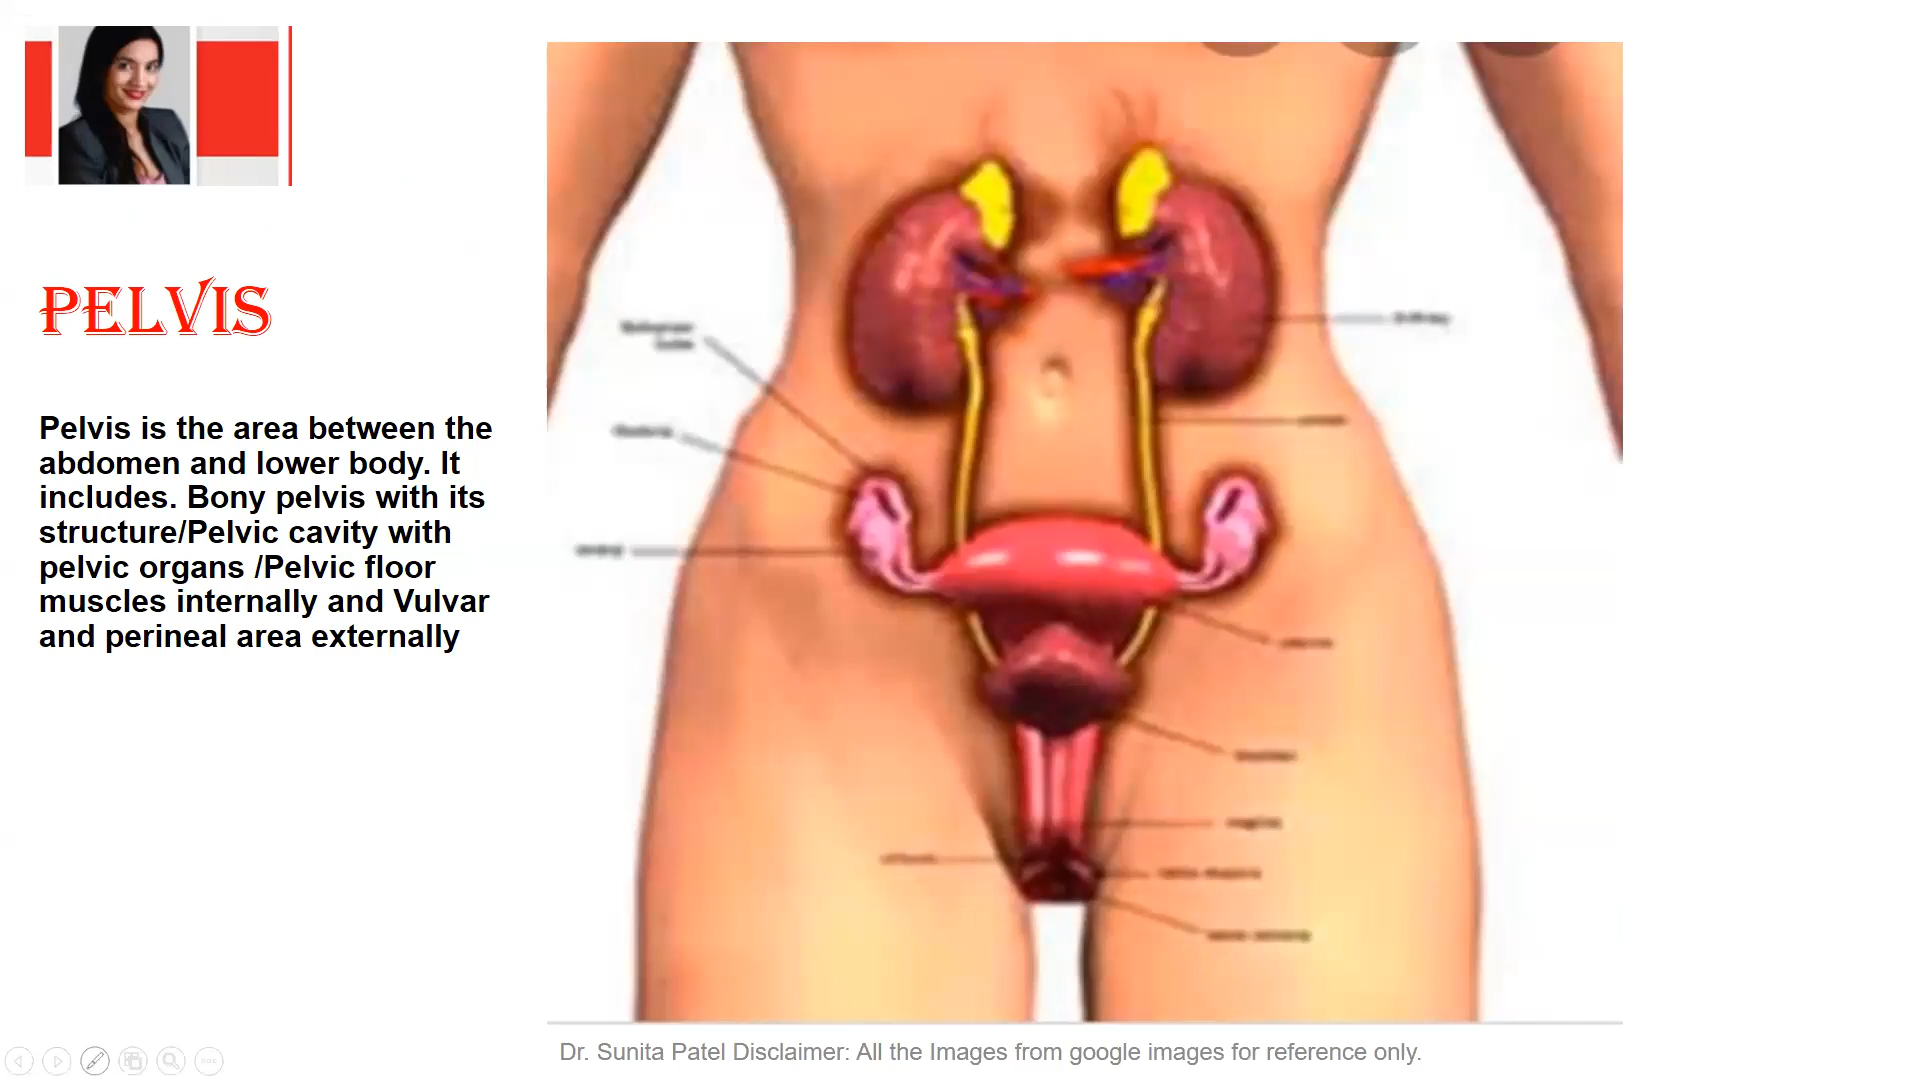 PELVIS
Pelvis is the area between the
abdomen and lower body. It
includes. Bony pelvis with its
structure/Pelvic cavity with
pelvic organs /Pelvic floor
muscles internally and Vulvar
and perineal area externally
Dr. Sunita Patel Disclaimer: All the Images from google images for reference only.